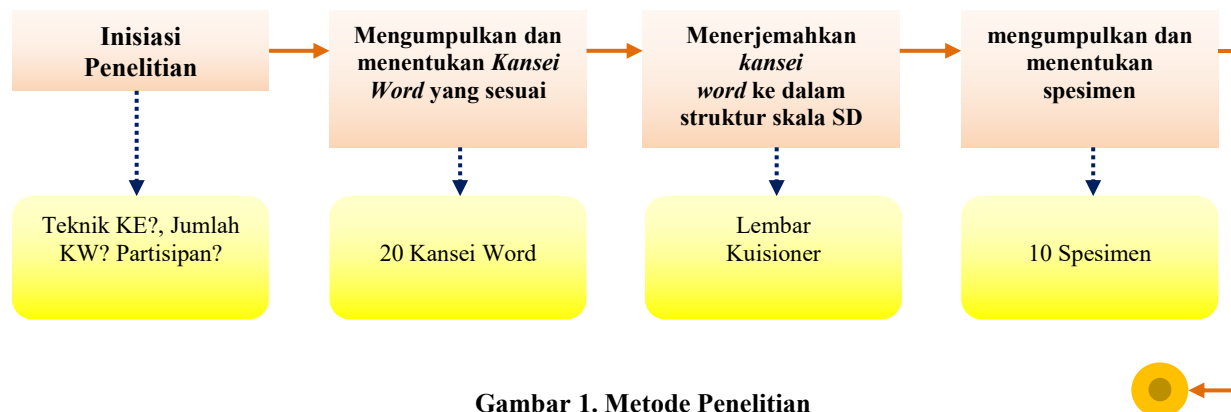 Inisiasi
Penelitian
Mengumpulkan dan
menentukan Kansei
Word yang sesuai
Menerjemahkan
kansei
word ke dalam
struktur skala SD
mengumpulkan dan
menentukan
spesimen
Teknik KE?, Jumlah
KW? Partisipan?
20 Kansei Word
Lembar
Kuisioner
10 Spesimen
Gambar 1. Metode Penelitian